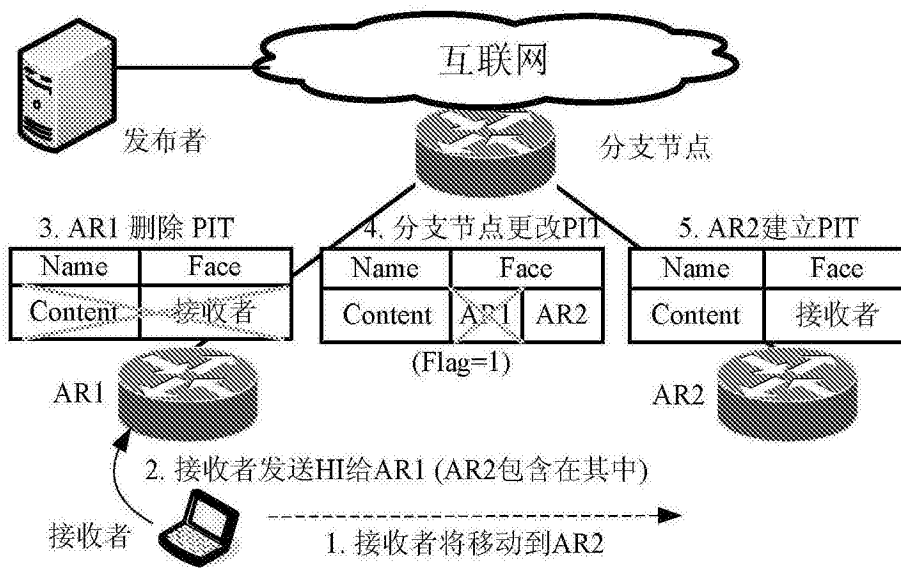 互联网
发布者
分支节点
3. AR1 删除 PIT
Name Face
Content 接收者
4. 分支节点更改PIT
Name Face
Content AR1 AR2
(Flag=1)
5. AR2建立PIT
Name Face
Content 接收者
AR1
AR2
2. 接收者发送HI给AR1 (AR2包含在其中)
接收者
1. 接收者将移动到AR2